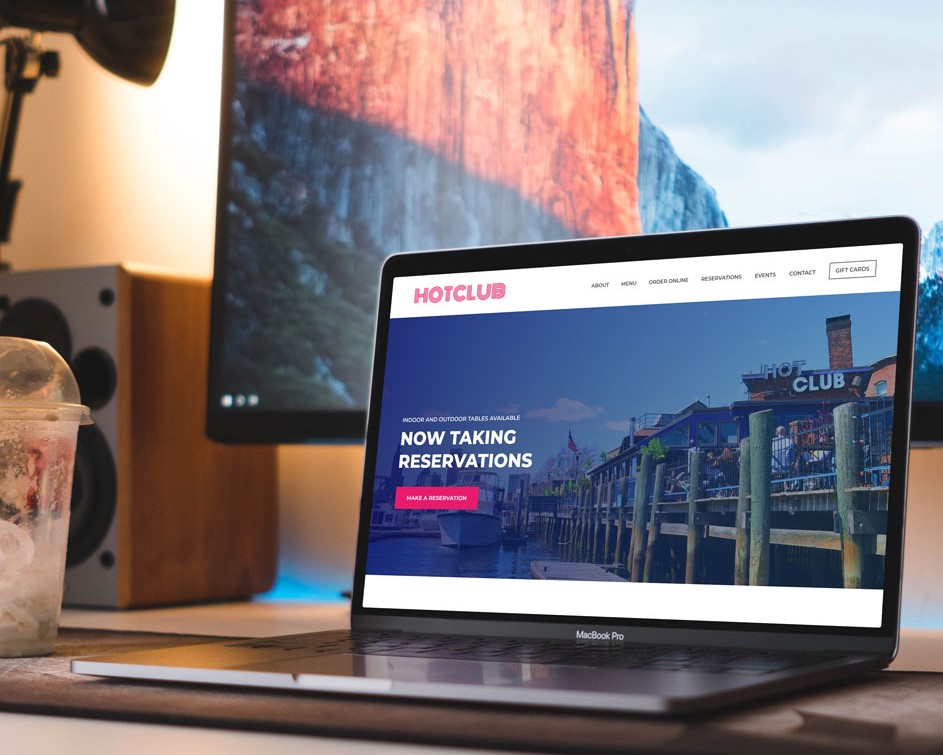 HOTCLUB
ABOUT MENU ORDER ONLINE RESERVATIONS EVENTS CONTACT GIFT CARDS
HOT
CLUB
INDOOR AND OUTDOOR TABLES AVAILABLE
NOW TAKING
RESERVATIONS
MAKE A RESERVATION
MacBook Pro